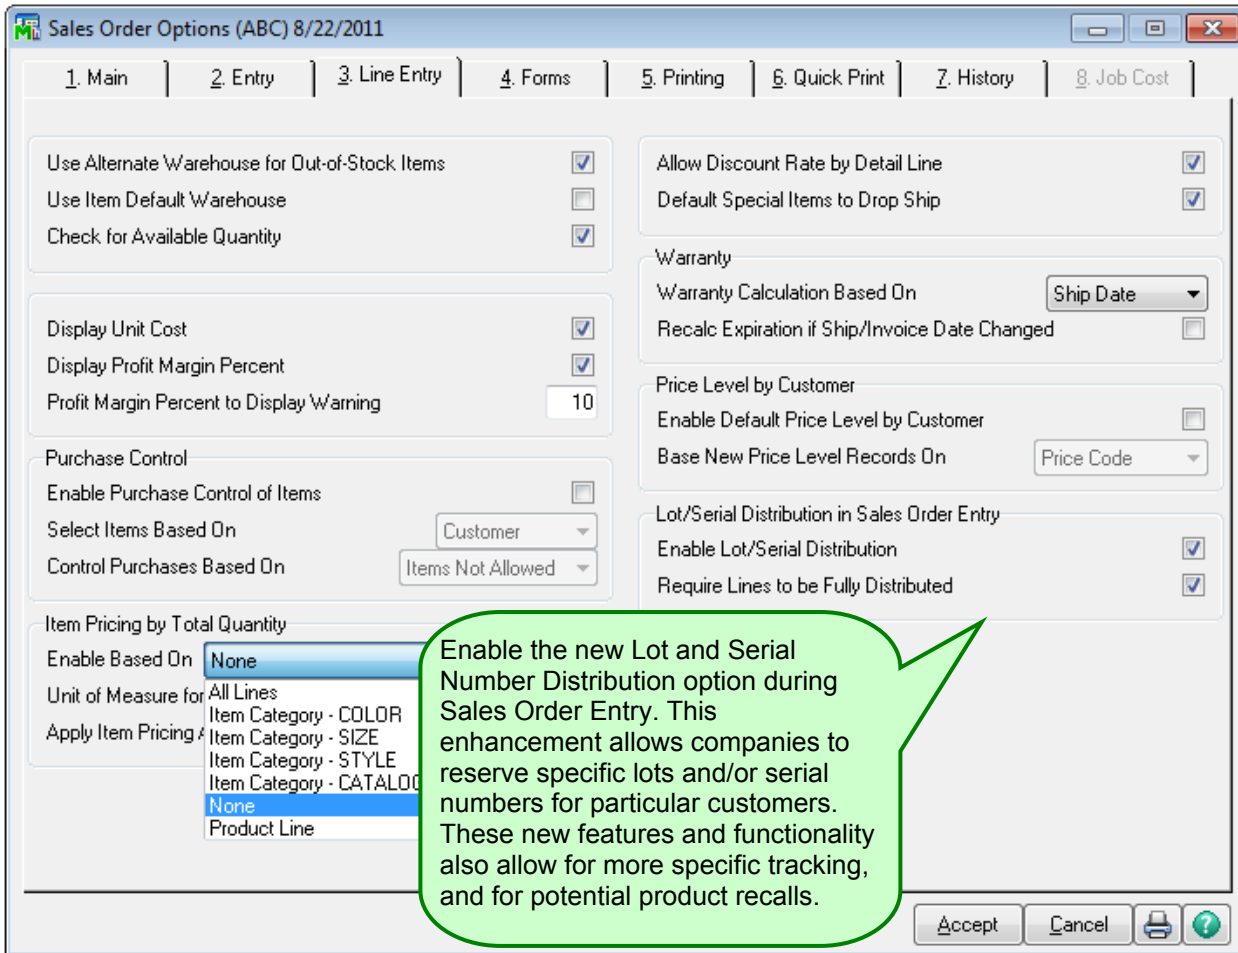 Sales Order Options (ABC) 8/22/2011
1. Main
2. Entry
3. Line Entry
4. Forms
5. Printing
6. Quick Print
7. History
8. Job Cost
Use Alternate Warehouse for Out-of-Stock Items
Use Item Default Warehouse
Check for Available Quantity
Display Unit Cost
Display Profit Margin Percent
Profit Margin Percent to Display Warning 10
Purchase Control
Enable Purchase Control of Items
Select Items Based On Customer
Control Purchases Based On Items Not Allowed
Item Pricing by Total Quantity
Enable Based On None
Unit of Measure for
Apply Item Pricing
All Lines
Item Category - COLOR
Item Category - SIZE
Item Category - STYLE
Item Category - CATALOG
None
Product Line
Allow Discount Rate by Detail Line
Default Special Items to Drop Ship
Warranty
Warranty Calculation Based On Ship Date
Recalc Expiration if Ship/Invoice Date Changed
Price Level by Customer
Enable Default Price Level by Customer
Base New Price Level Records On Price Code
Lot/Serial Distribution in Sales Order Entry
Enable Lot/Serial Distribution
Require Lines to be Fully Distributed
Enable the new Lot and Serial
Number Distribution option during
Sales Order Entry. This
enhancement allows companies to
reserve specific lots and/or serial
numbers for particular customers.
These new features and functionality
also allow for more specific tracking,
and for potential product recalls.
Accept
Cancel